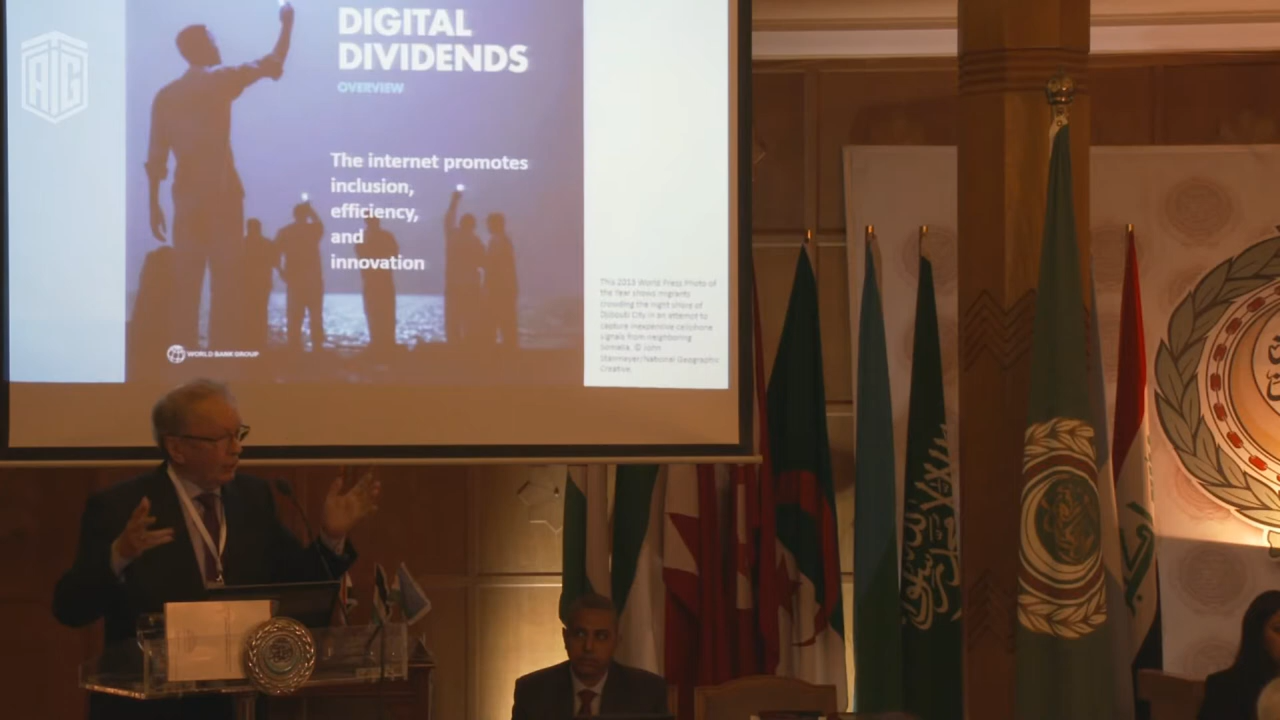 AIG
DIGITAL
DIVIDENDS
OVERVIEW
The internet promotes
inclusion,
efficiency,
and
innovation
This 2013 World Press Photo of
the Year shows migrants
crowding the night shore of
Djibouti City in an attempt to
capture inexpensive cellphone
signals from neighboring
Somalia. © John
Stanmeyer/National Geographic
Creative.
WORLD BANK GROUP